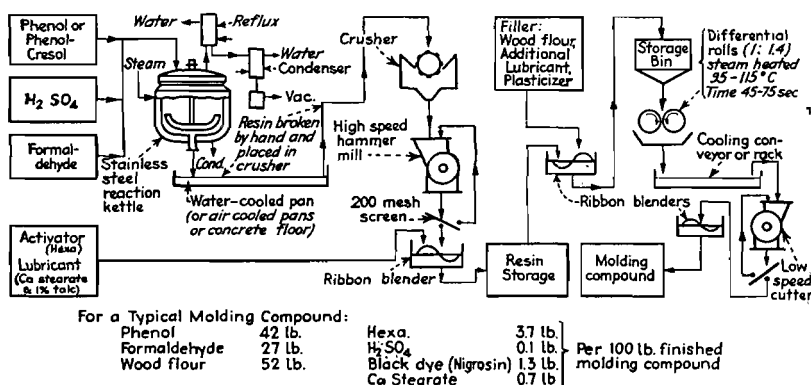 Phenol or
Phenol-
Cresol
H₂ SO₄
Formal-
dehyde
Water
Reflux
Steam
Water
Condenser
Vac.
Cond.
Stainless
steel
reaction
kettle
Resin broken
by hand and
placed in
crusher
Water-cooled pan
(or air cooled pans
or concrete floor)
Crusher
High speed
hammer
mill
200 mesh
screen
Activator
(Hexa)
Lubricant
(Ca stearate
& 1% talc)
Ribbon blender
Resin
Storage
Filler:
Wood flour,
Additional
Lubricant,
Plasticizer
Ribbon blenders
Storage
Bin
Differential
rolls (1: 1.4)
steam heated
95-115°C
Time 45-75 sec
Cooling con-
veyor or rack
Molding
compound
Low
speed
cutter
For a Typical Molding Compound:
Phenol 42 lb.
Formaldehyde 27 lb.
Wood flour 52 lb.
Hexa. 3.7 lb.
H₂SO₄ 0.1 lb.
Black dye (Nigrosin) 1.3 lb.
Ca Stearate 0.7 lb
Per 100 lb. finished
molding compound